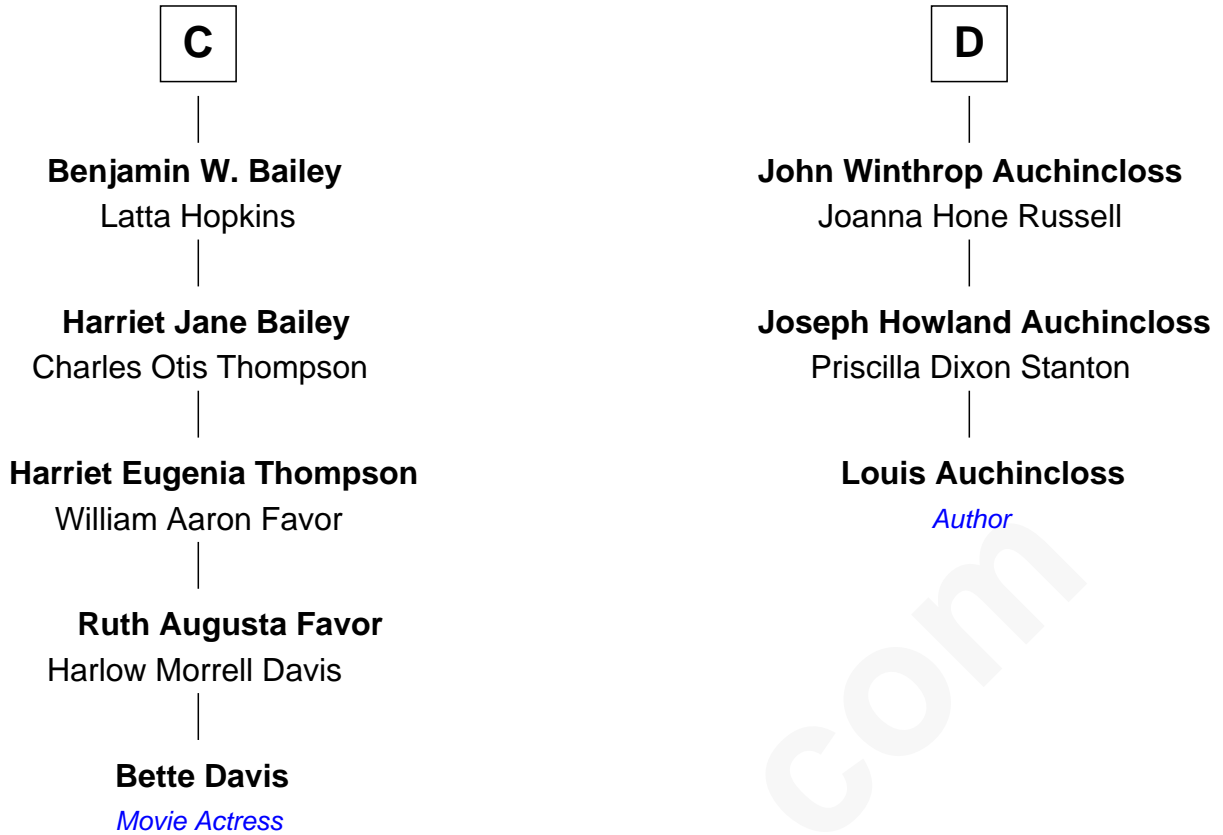 C
Benjamin W. Bailey
Latta Hopkins
Harriet Jane Bailey
Charles Otis Thompson
Harriet Eugenia Thompson
William Aaron Favor
Ruth Augusta Favor
Harlow Morrell Davis
Bette Davis
Movie Actress
D
John Winthrop Auchincloss
Joanna Hone Russell
Joseph Howland Auchincloss
Priscilla Dixon Stanton
Louis Auchincloss
Author
com